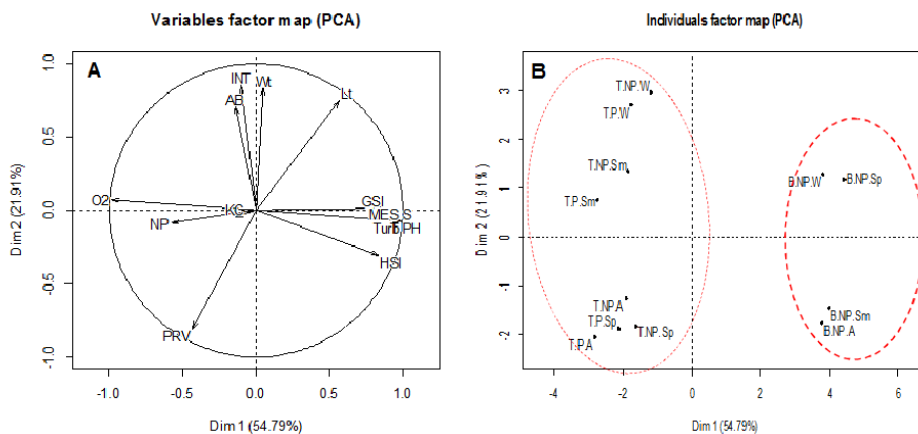 Variables factor map (PCA)
A
INT
Wt
AB
Lt
O2
KC
NP
GSI
MES S
Turb PH
HSI
PRV
Dim 2 (21.91%)
1.0
0.5
0.0
-0.5
-1.0
-1.0
-0.5
0.0
0.5
1.0
Dim 1 (54.79%)
Individuals factor map (PCA)
B
T.NP.'W
T.P.'W
T.NP.Sm
T.P.Sm
B.NP.W
B.NP.Sp
T.NP.A
T.P.Sp
T.NP.Sp
T.P.A
B.NP.Sm
B.NP.A
Dim 2 (21.91%)
3
2
1
0
-1
-2
-4
-2
0
2
4
6
Dim 1 (54.79%)